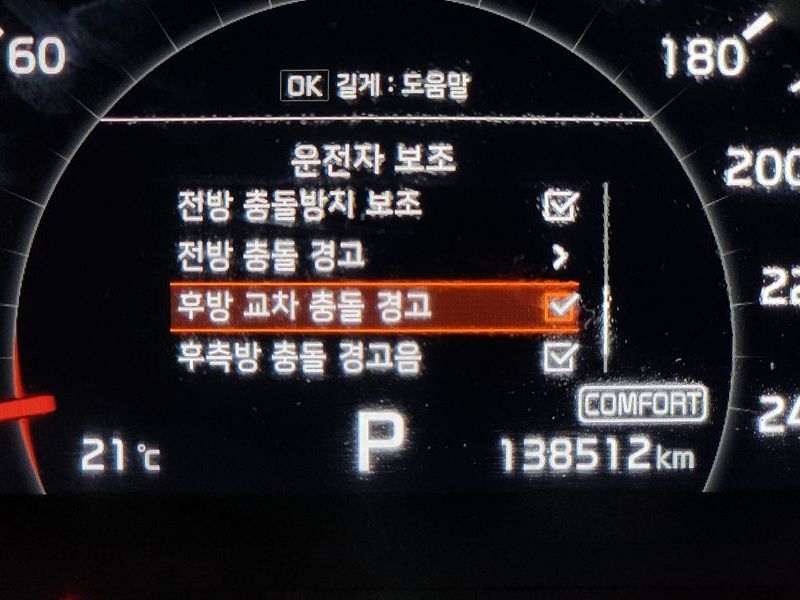 60
180
OK 길게 : 도움말
운전자 보조
200
전방 충돌방지 보조
전방 충돌 경고
후방 교차 충돌 경고
22
후측방 충돌 경고음
COMFORT
24
21℃
P
138512km